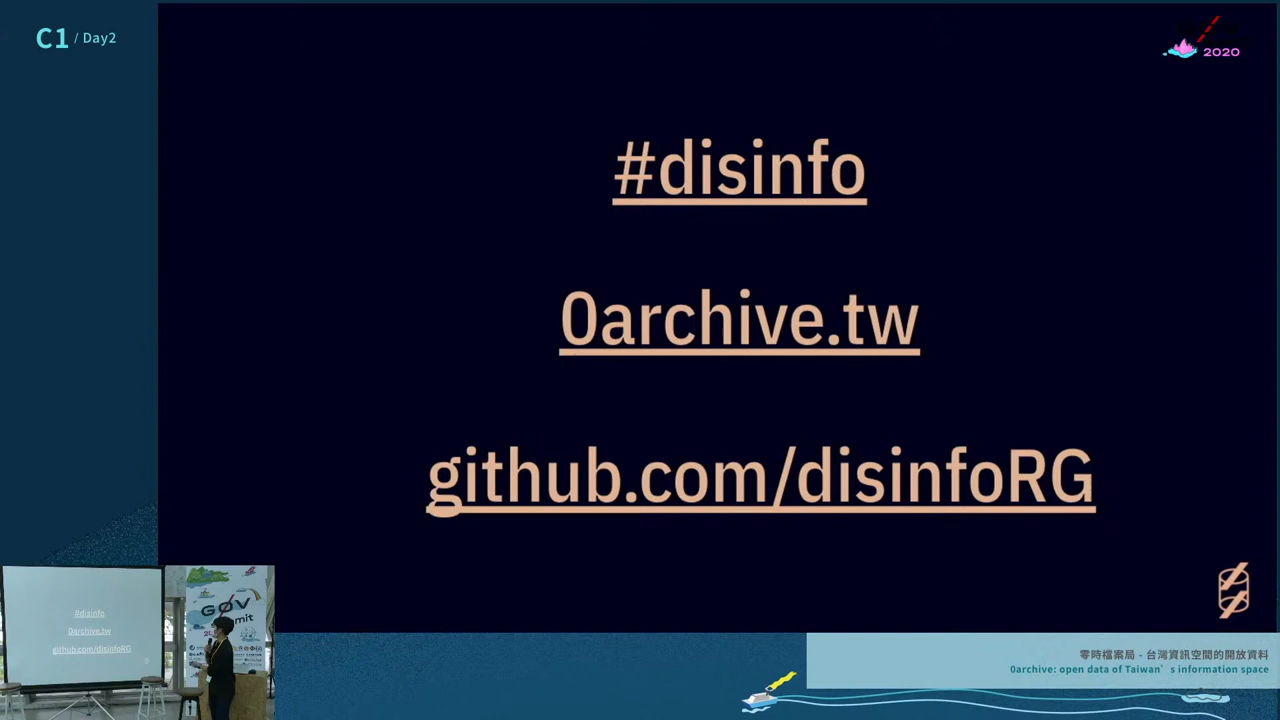 C1 / Day2
2020
#disinfo
0archive.tw
github.com/disinfoRG
#disinfo
0archive.tw
github.com/disinfoRG
GØV
mit
零時檔案局 - 台灣資訊空間的開放資料
0archive: open data of Taiwan’s information space